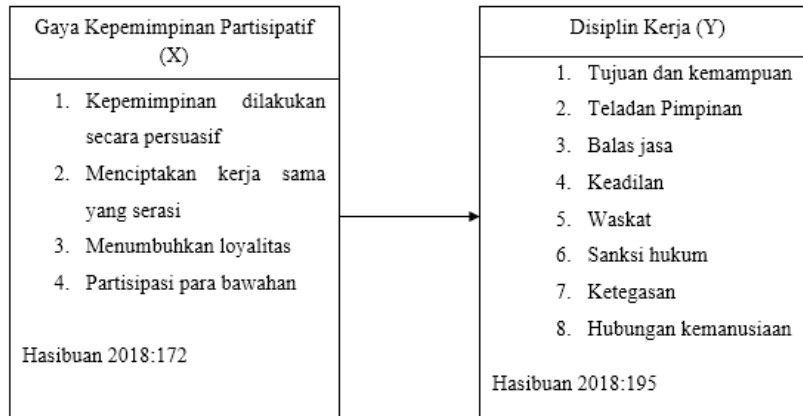 Gaya Kepemimpinan Partisipatif
(X)
1. Kepemimpinan dilakukan
secara persuasif
2. Menciptakan kerja sama
yang serasi
3. Menumbuhkan loyalitas
4. Partisipasi para bawahan
Hasibuan 2018:172
Disiplin Kerja (Y)
1. Tujuan dan kemampuan
2. Teladan Pimpinan
3. Balas jasa
4. Keadilan
5. Waskat
6. Sanksi hukum
7. Ketegasan
8. Hubungan kemanusiaan
Hasibuan 2018:195